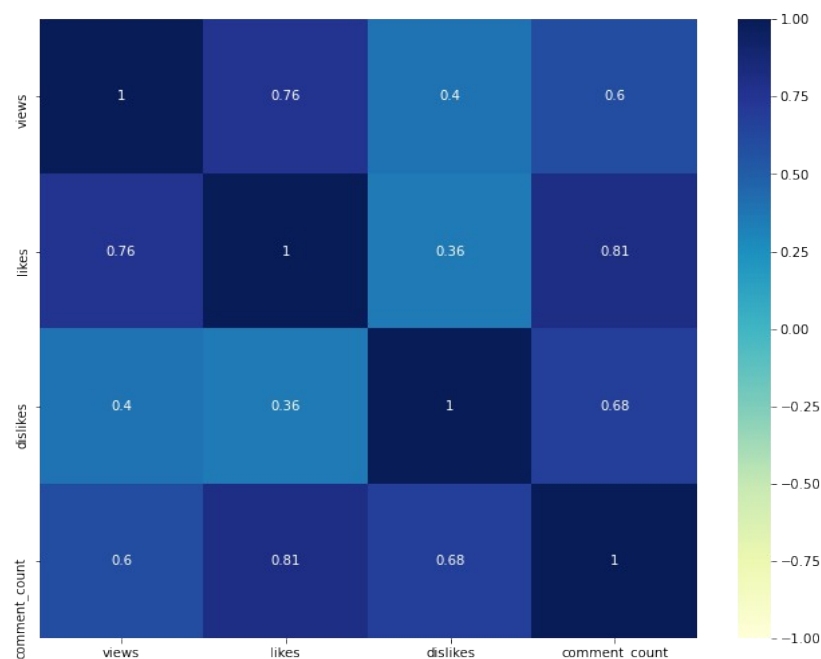 views 1 0.76 0.4 0.6
likes 0.76 1 0.36 0.81
dislikes 0.4 0.36 1 0.68
comment_count 0.6 0.81 0.68 1
views likes dislikes comment_count
1.00
0.75
0.50
0.25
0.00
−0.25
−0.50
−0.75
−1.00